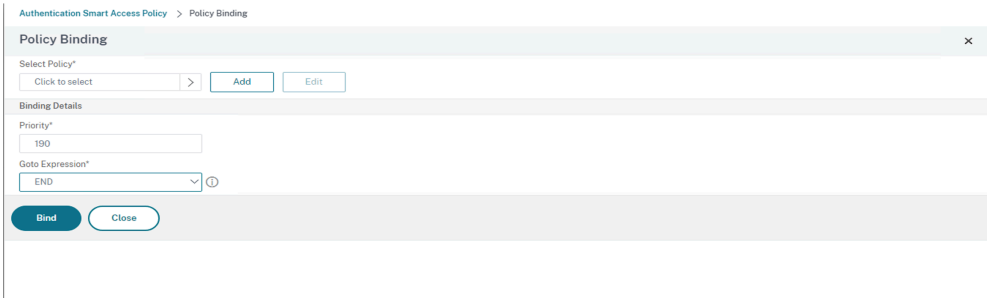 Authentication Smart Access Policy > Policy Binding
Policy Binding
Select Policy*
Click to select > Add Edit
Binding Details
Priority*
190
Goto Expression*
END
Bind Close